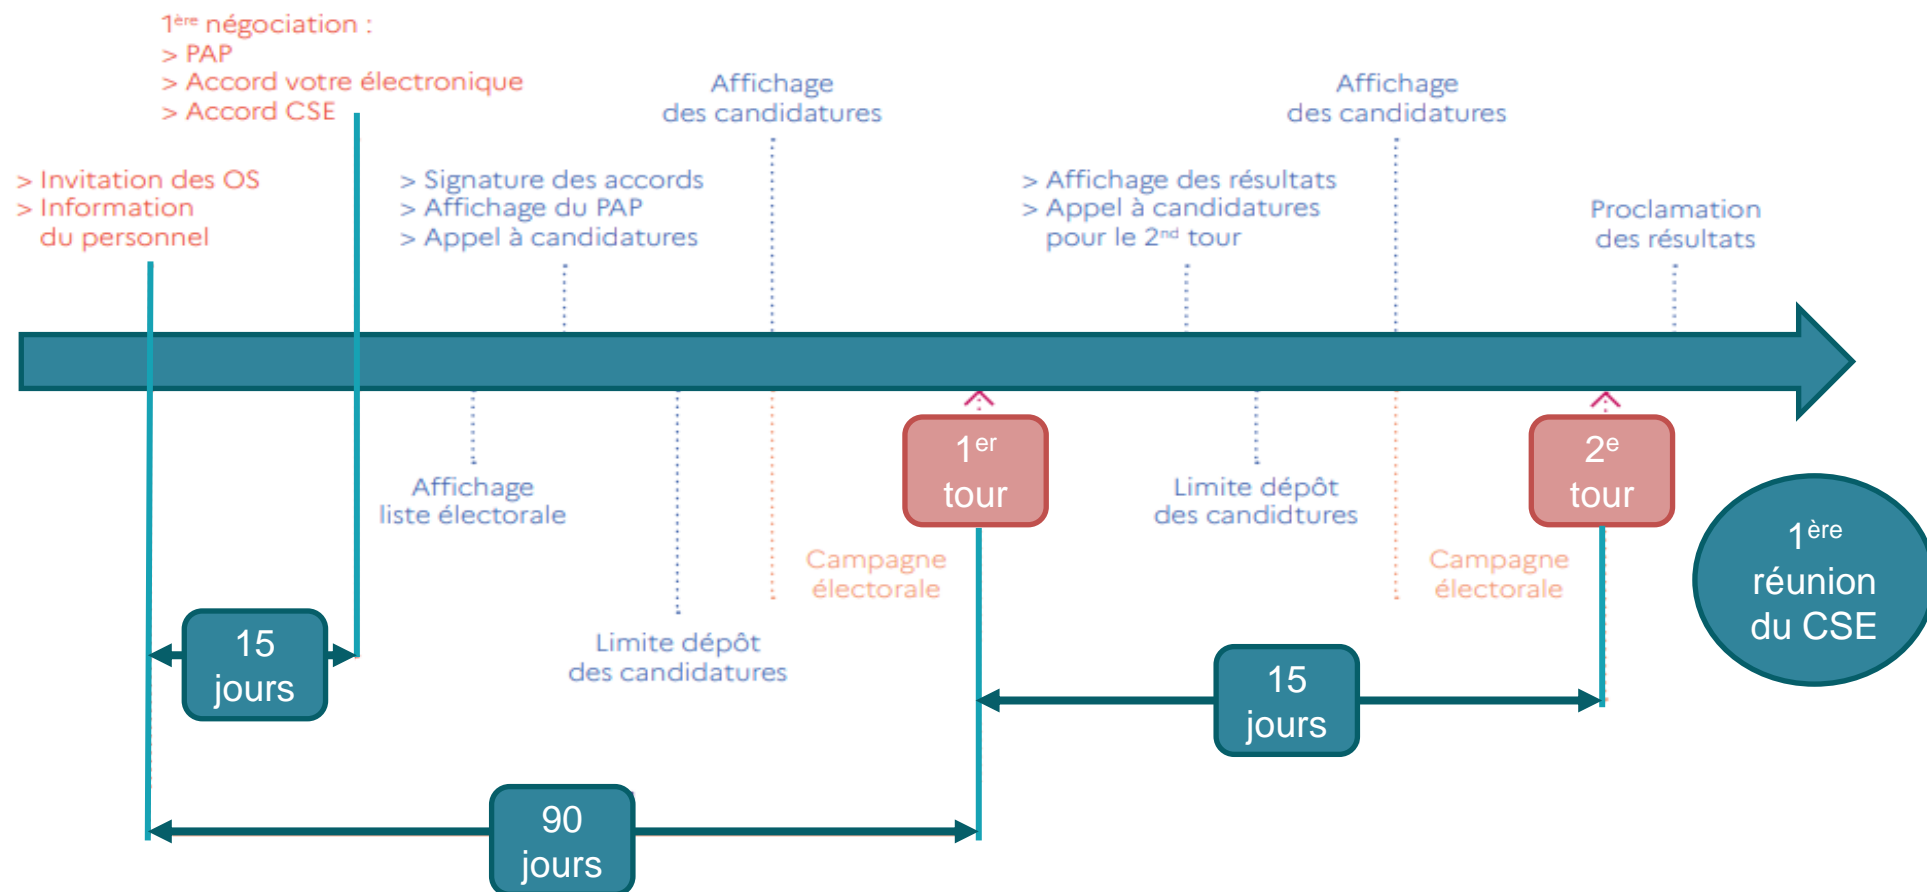 1ère négociation :
> PAP
> Accord votre électronique
> Accord CSE
Affichage
des candidatures
Affichage
des candidatures
> Invitation des OS
> Information
du personnel
> Signature des accords
> Affichage du PAP
> Appel à candidatures
> Affichage des résultats
> Appel à candidatures
pour le 2nd tour
Proclamation
des résultats
1er
tour
2e
tour
Affichage
liste électorale
Limite dépôt
des candidtures
1ère
réunion
du CSE
Campagne
électorale
Campagne
électorale
Limite dépôt
des candidatures
15
jours
15
jours
90
jours